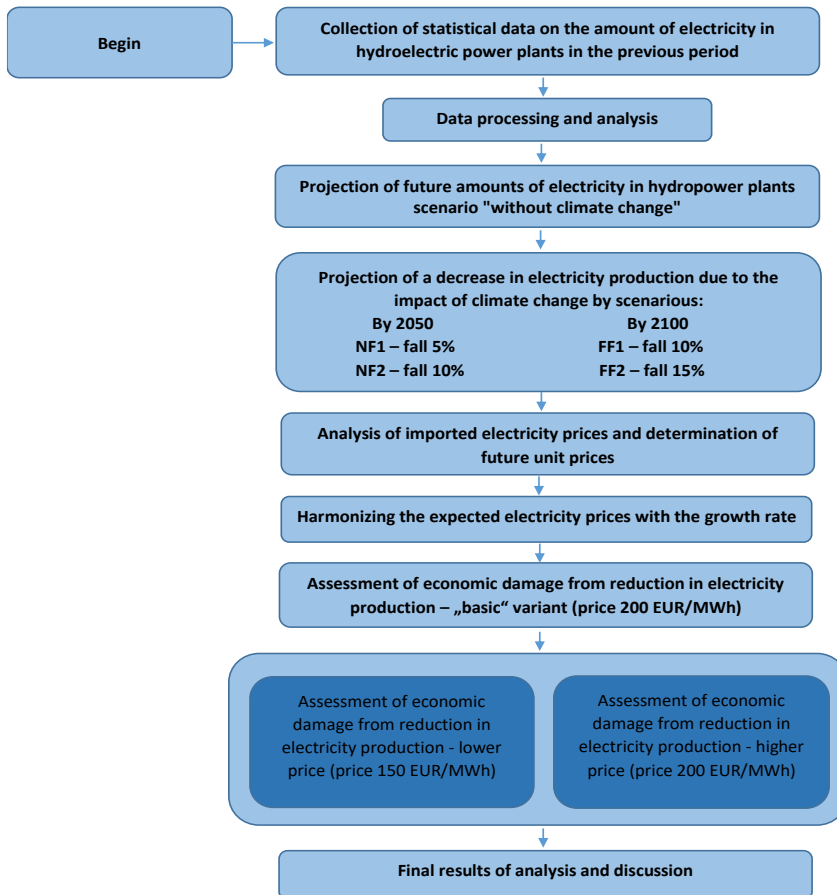 Begin
Collection of statistical data on the amount of electricity in
hydroelectric power plants in the previous period
Data processing and analysis
Projection of future amounts of electricity in hydropower plants
scenario "without climate change"
Projection of a decrease in electricity production due to the
impact of climate change by scenarious:
By 2050 By 2100
NF1 – fall 5% FF1 – fall 10%
NF2 – fall 10% FF2 – fall 15%
Analysis of imported electricity prices and determination of
future unit prices
Harmonizing the expected electricity prices with the growth rate
Assessment of economic damage from reduction in electricity
production – „basic“ variant (price 200 EUR/MWh)
Assessment of economic
damage from reduction in
electricity production - lower
price (price 150 EUR/MWh)
Assessment of economic
damage from reduction in
electricity production - higher
price (price 200 EUR/MWh)
Final results of analysis and discussion